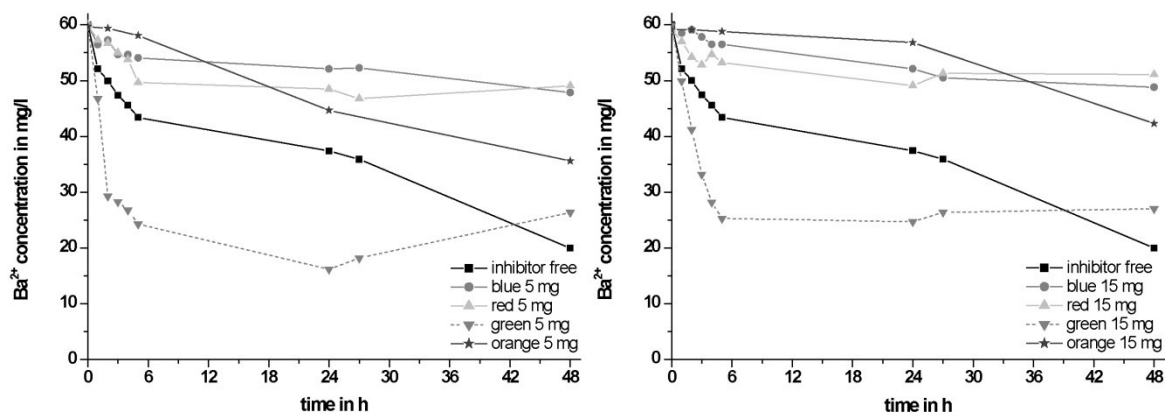 Ba²⁺ concentration in mg/l
60
50
40
30
20
10
0
inhibitor free
blue 5 mg
red 5 mg
green 5 mg
orange 5 mg
0 6 12 18 24 30 36 42 48
time in h
Ba²⁺ concentration in mg/l
60
50
40
30
20
10
0
inhibitor free
blue 15 mg
red 15 mg
green 15 mg
orange 15 mg
0 6 12 18 24 30 36 42 48
time in h